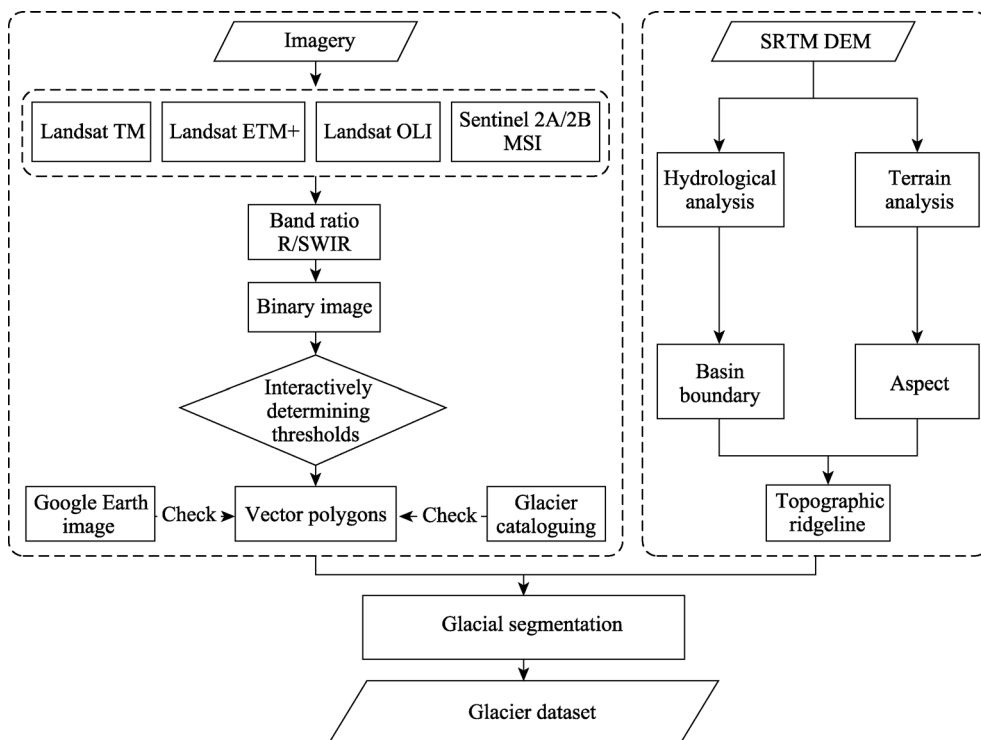 Imagery
Landsat TM
Landsat ETM+
Landsat OLI
Sentinel 2A/2B
MSI
Band ratio
R/SWIR
Binary image
Interactively
determining
thresholds
Google Earth
image
Check
Vector polygons
Check
Glacier
cataloguing
SRTM DEM
Hydrological
analysis
Terrain
analysis
Basin
boundary
Aspect
Topographic
ridgeline
Glacial segmentation
Glacier dataset